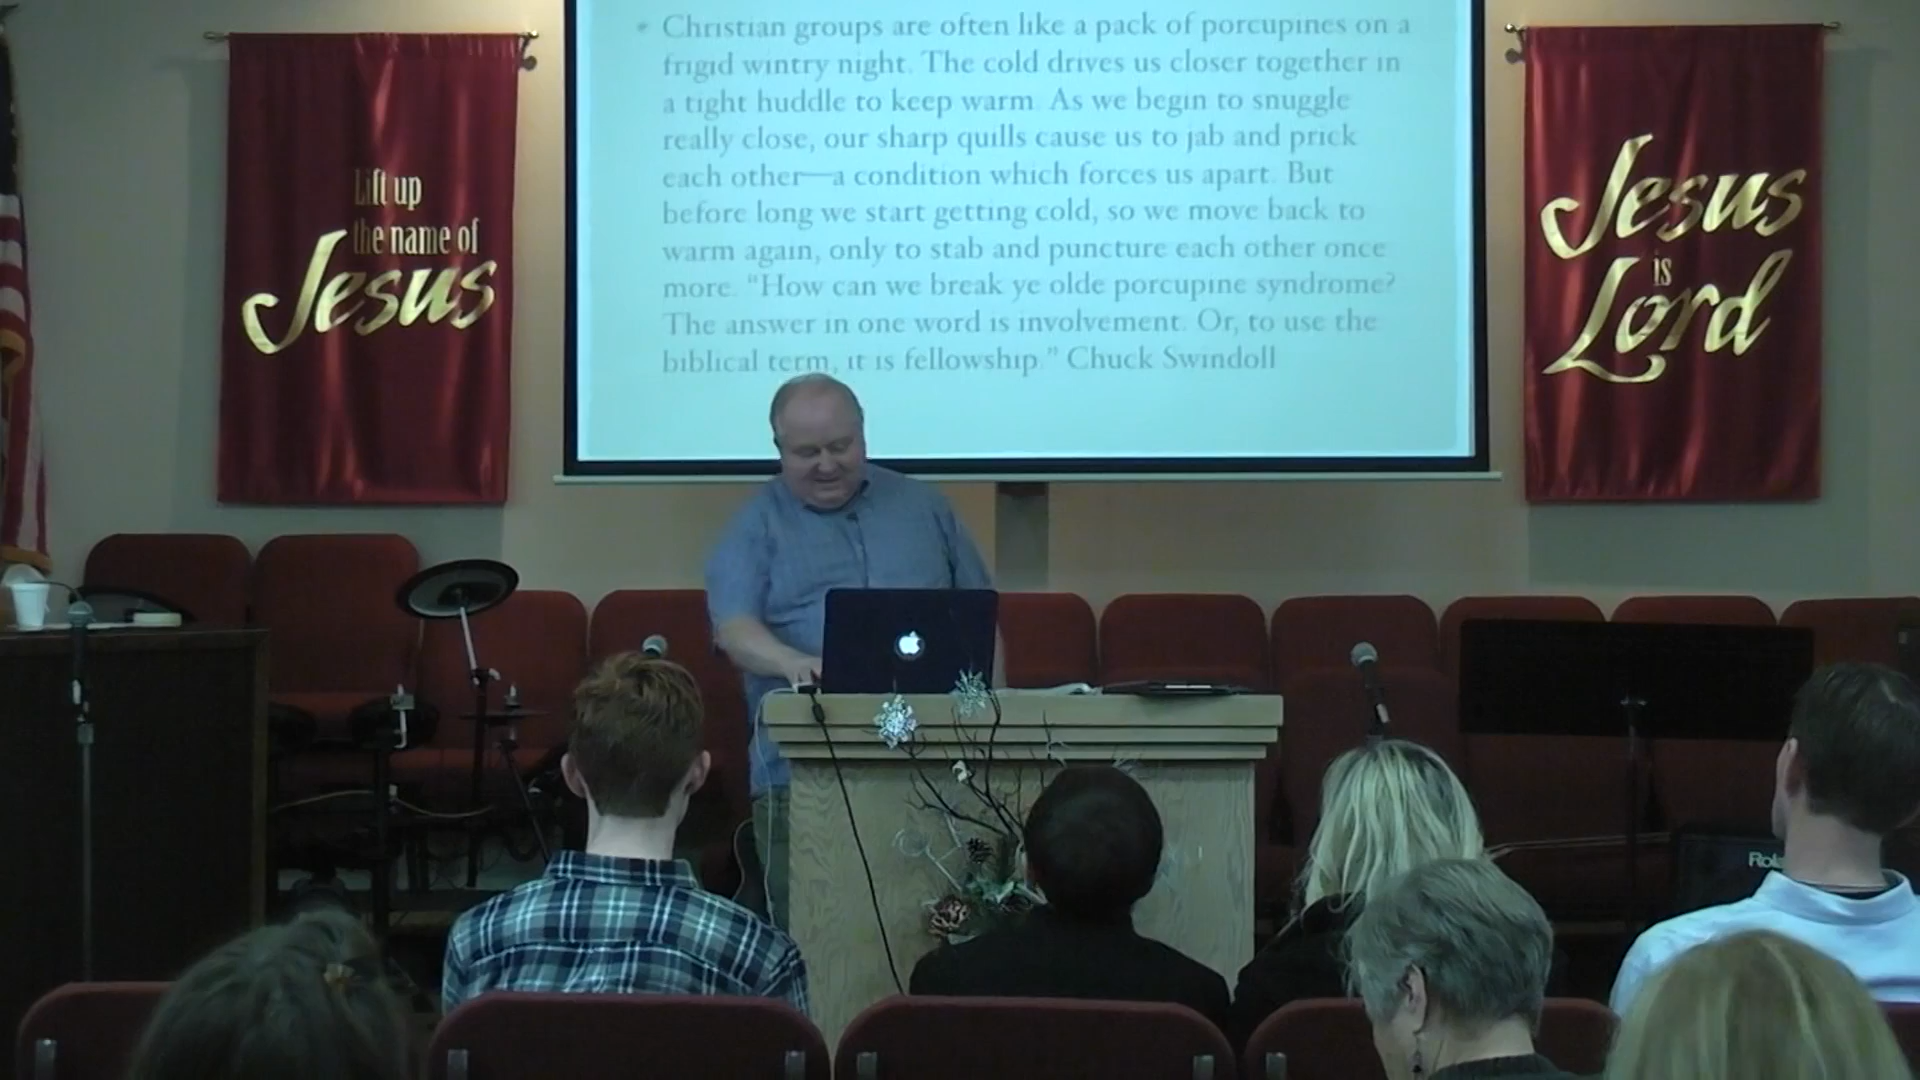 Lift up
the name of
Jesus
• Christian groups are often like a pack of porcupines on a
frigid wintry night. The cold drives us closer together in
a tight huddle to keep warm. As we begin to snuggle
really close, our sharp quills cause us to jab and prick
each other—a condition which forces us apart. But
before long we start getting cold, so we move back to
warm again, only to stab and puncture each other once
more. "How can we break ye olde porcupine syndrome?
The answer in one word is involvement. Or, to use the
biblical term, it is fellowship." Chuck Swindoll
Jesus
is
Lord